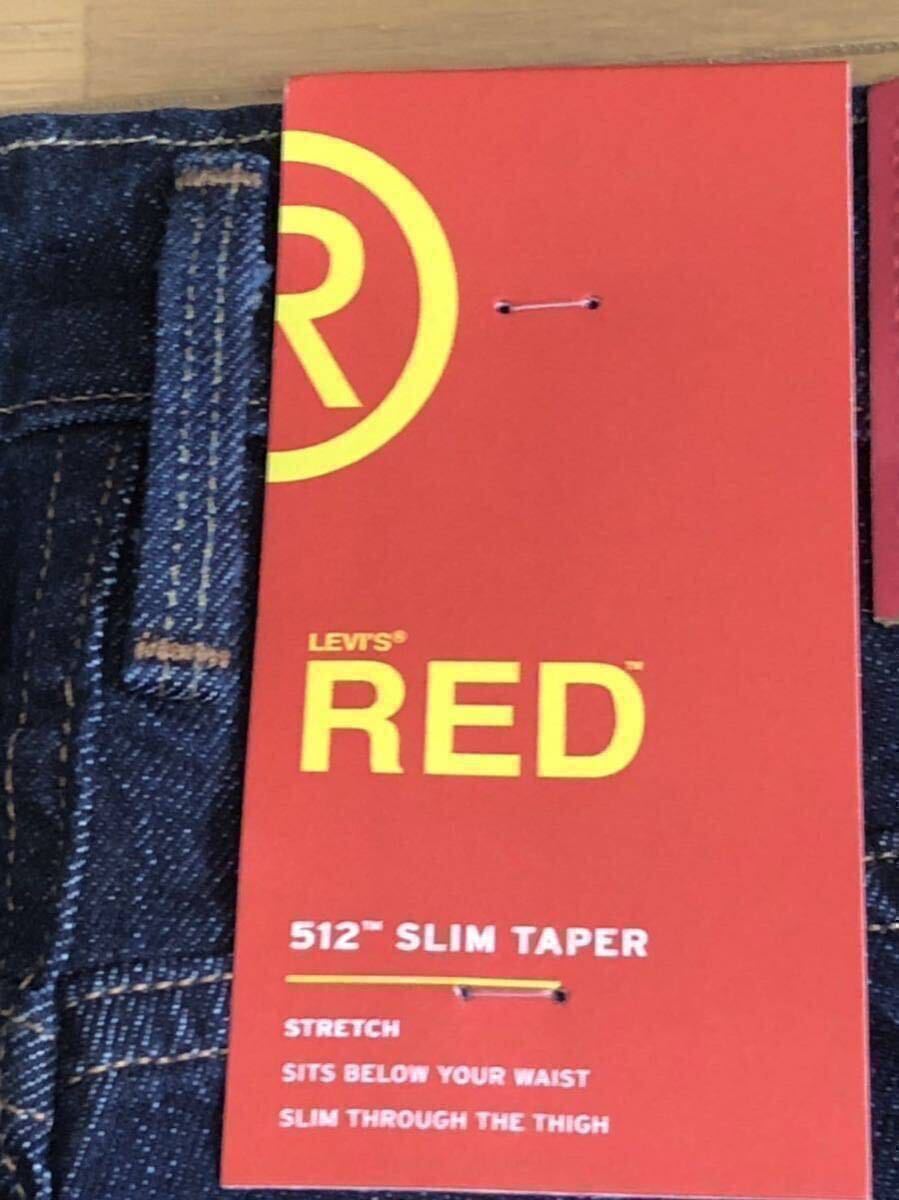 ®
LEVI'S®
RED™
512™ SLIM TAPER
STRETCH
SITS BELOW YOUR WAIST
SLIM THROUGH THE THIGH